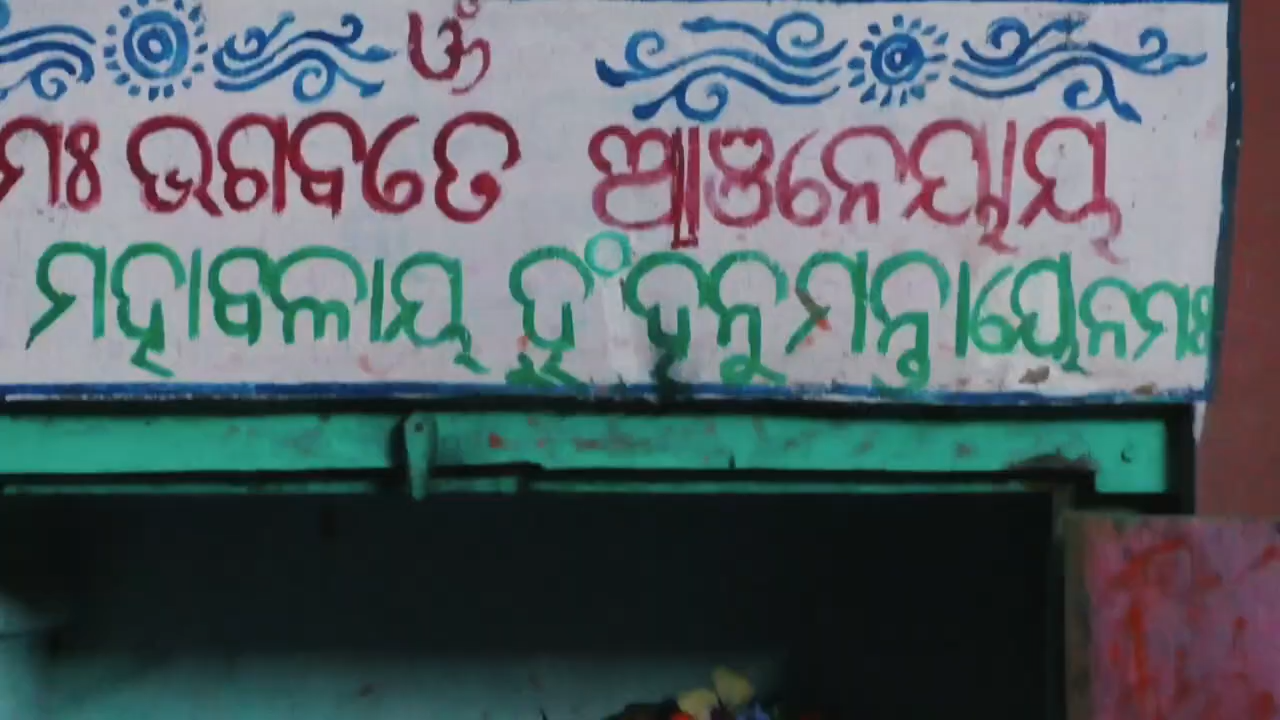 ଓଁ
ମଃ ଭଗବତେ ଆଞ୍ଜନେୟାୟ
ମହାବଳାୟ ହୁଂ ହନୁମନ୍ତାୟେ ନମଃ